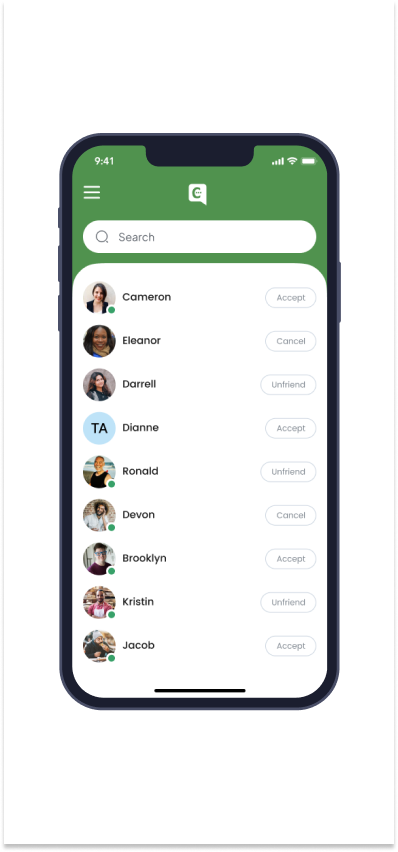 9:41
C
Search
Cameron Accept
Eleanor Cancel
Darrell Unfriend
TA Dianne Accept
Ronald Unfriend
Devon Cancel
Brooklyn Accept
Kristin Unfriend
Jacob Accept